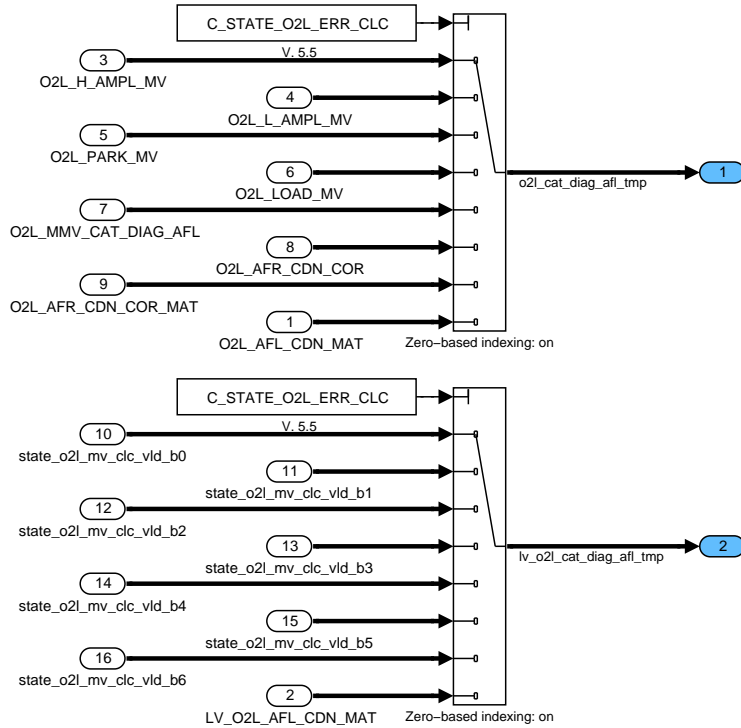 C_STATE_O2L_ERR_CLC
V. 5.5
3
O2L_H_AMPL_MV
4
O2L_L_AMPL_MV
5
O2L_PARK_MV
6
O2L_LOAD_MV
o2l_cat_diag_afl_tmp
1
7
O2L_MMV_CAT_DIAG_AFL
8
O2L_AFR_CDN_COR
9
O2L_AFR_CDN_COR_MAT
1
O2L_AFL_CDN_MAT
Zero−based indexing: on
C_STATE_O2L_ERR_CLC
V. 5.5
10
state_o2l_mv_clc_vld_b0
11
state_o2l_mv_clc_vld_b1
12
state_o2l_mv_clc_vld_b2
13
state_o2l_mv_clc_vld_b3
lv_o2l_cat_diag_afl_tmp
2
14
state_o2l_mv_clc_vld_b4
15
state_o2l_mv_clc_vld_b5
16
state_o2l_mv_clc_vld_b6
2
LV_O2L_AFL_CDN_MAT
Zero−based indexing: on